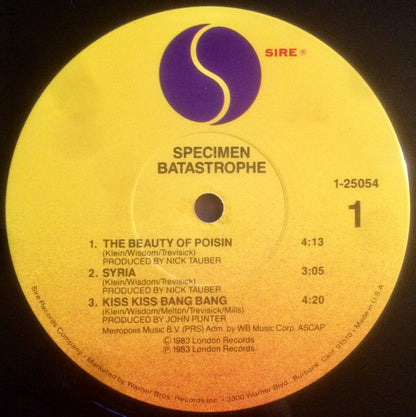 SIRE ®
SPECIMEN
BATASTROPHE
1-25054
1
1. THE BEAUTY OF POISIN 4:13
(Klein/Wisdom/Trevisick)
PRODUCED BY NICK TAUBER
2. SYRIA 3:05
(Klein/Wisdom/Trevisick)
PRODUCED BY NICK TAUBER
3. KISS KISS BANG BANG 4:20
(Klein/Wisdom/Melton/Trevisick/Mills)
PRODUCED BY JOHN PUNTER
Metropolis Music B.V. (PRS) Adm. by WB Music Corp. ASCAP
© 1983 London Records
℗ 1983 London Records
Sire Records Company • Marketed by Warner Bros. Records Inc • 3300 Warner Blvd., Burbank, Calif. 91510 • Made in U.S.A.